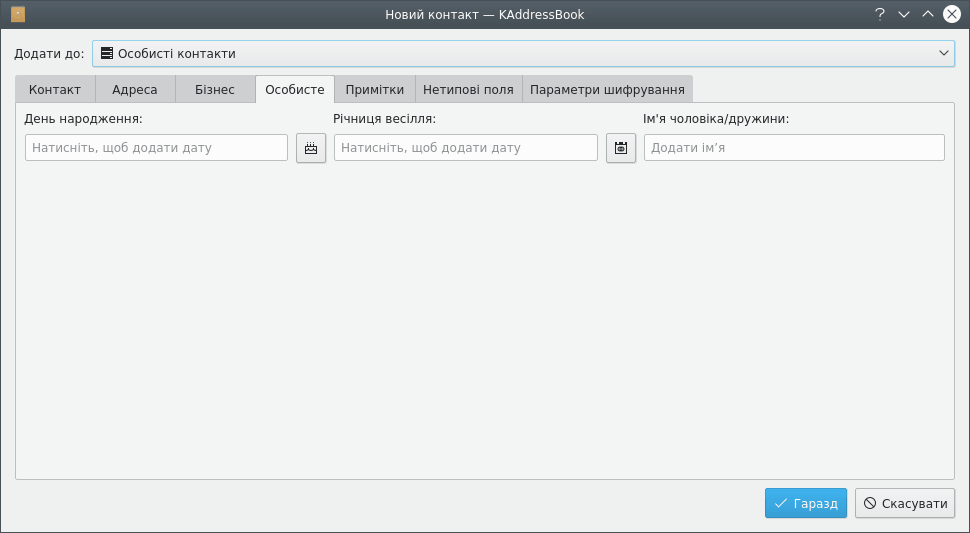 Новий контакт — KAddressBook
Додати до: Особисті контакти
Контакт Адреса Бізнес Особисте Примітки Нетипові поля Параметри шифрування
День народження: Річниця весілля: Ім'я чоловіка/дружини:
Натисніть, щоб додати дату Натисніть, щоб додати дату Додати ім’я
Гаразд Скасувати